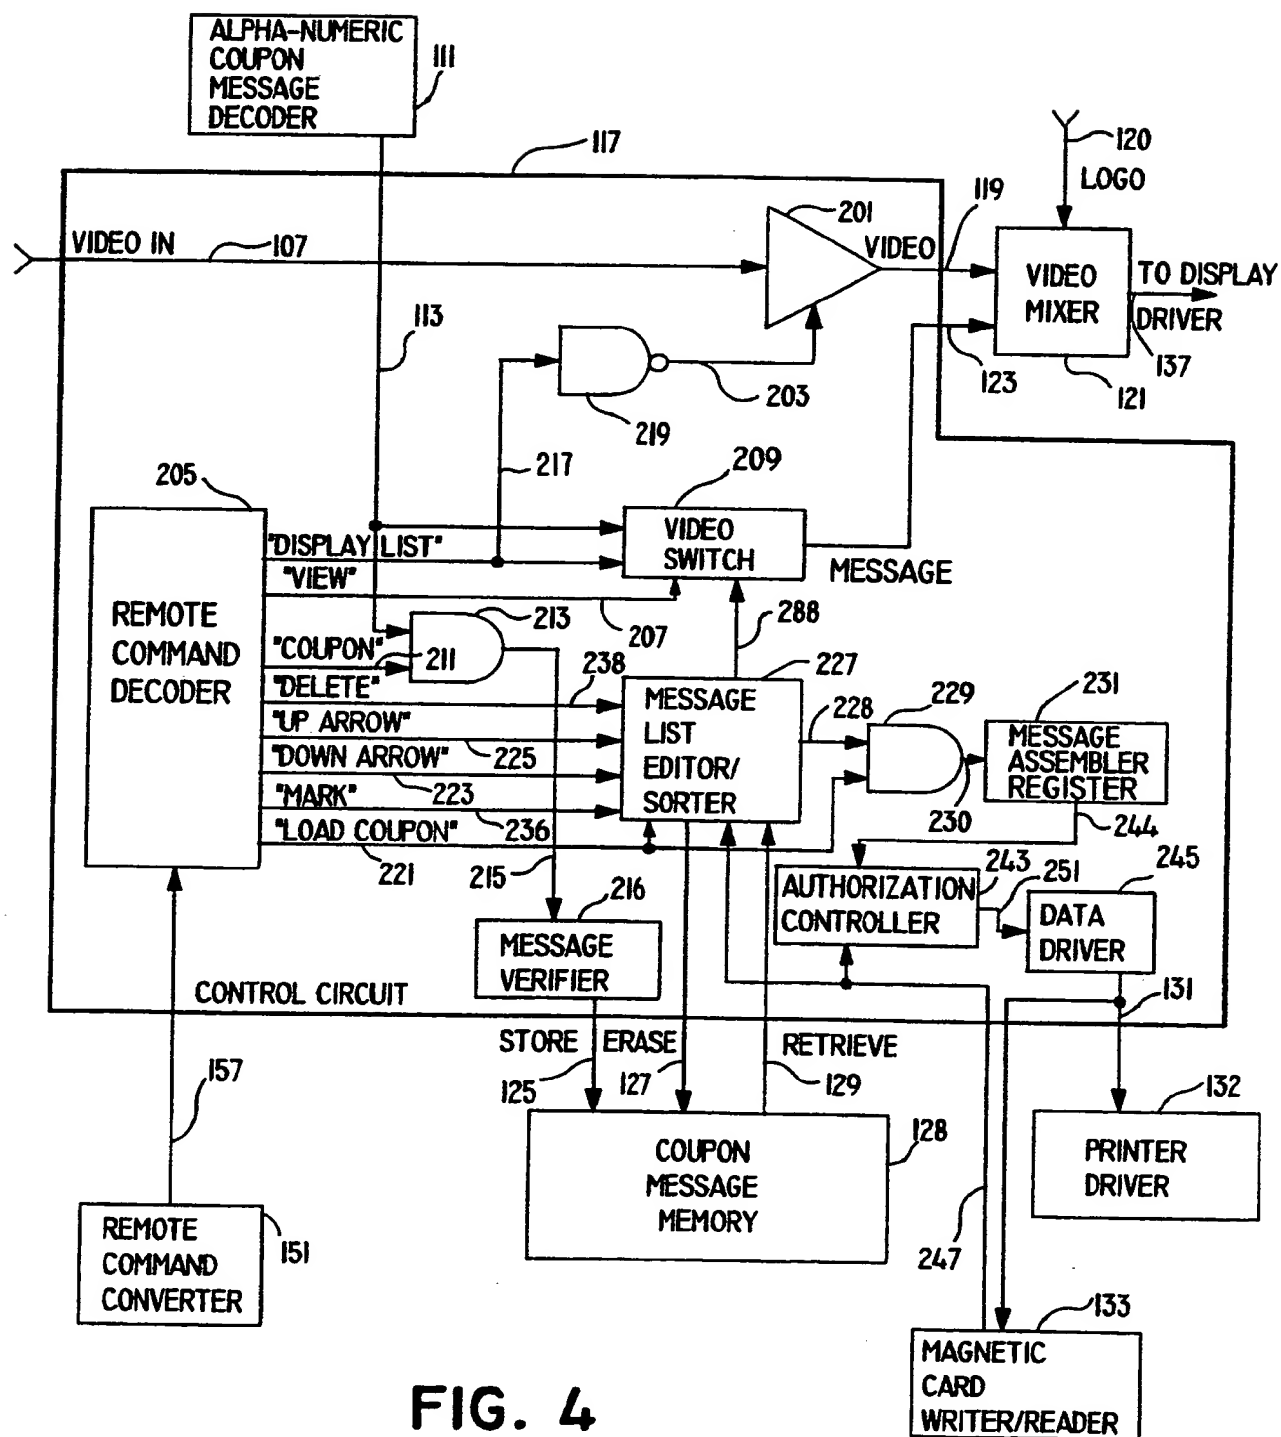 ALPHA-NUMERIC
COUPON
MESSAGE
DECODER
111
117
120
LOGO
VIDEO IN
107
201
VIDEO
119
VIDEO
MIXER
TO DISPLAY
DRIVER
137
121
123
113
203
219
217
209
205
VIDEO
SWITCH
MESSAGE
"DISPLAY LIST"
"VIEW"
207
288
213
REMOTE
COMMAND
DECODER
"COUPON"
211
"DELETE"
238
"UP ARROW"
225
"DOWN ARROW"
223
"MARK"
236
"LOAD COUPON"
221
227
MESSAGE
LIST
EDITOR/
SORTER
228
229
230
231
MESSAGE
ASSEMBLER
REGISTER
244
215
216
MESSAGE
VERIFIER
243
AUTHORIZATION
CONTROLLER
251
245
DATA
DRIVER
131
CONTROL CIRCUIT
STORE
ERASE
RETRIEVE
125
127
129
157
128
COUPON
MESSAGE
MEMORY
132
PRINTER
DRIVER
247
REMOTE
COMMAND
CONVERTER
151
133
MAGNETIC
CARD
WRITER/READER
FIG. 4